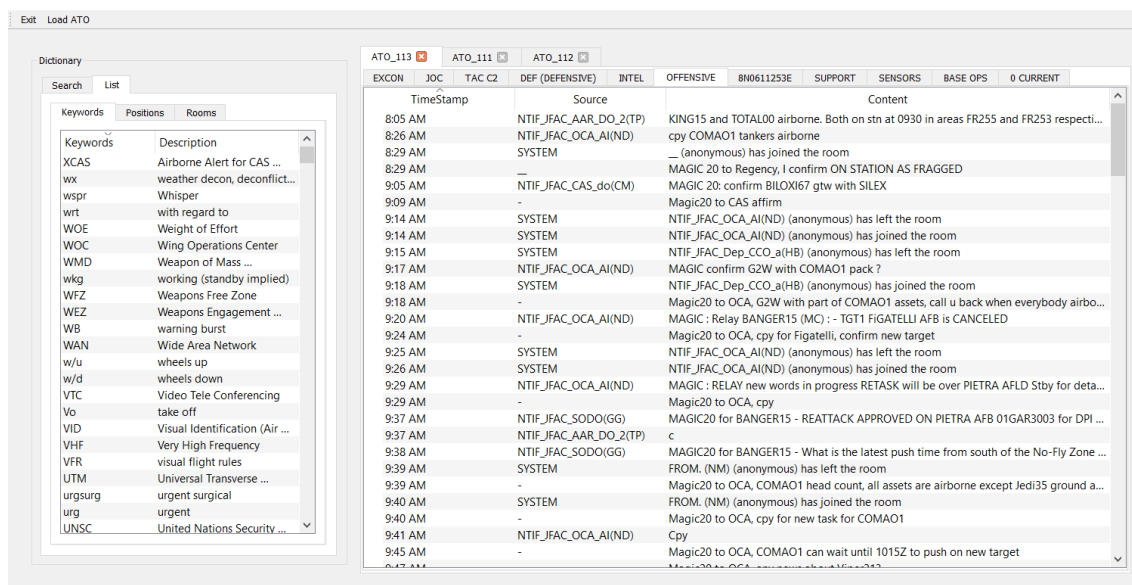 Exit Load ATO
Dictionary
Search List
Keywords Positions Rooms
Keywords Description
XCAS Airborne Alert for CAS ...
wx weather decon, deconflict...
wspr Whisper
wrt with regard to
WOE Weight of Effort
WOC Wing Operations Center
WMD Weapon of Mass ...
wkg working (standby implied)
WFZ Weapons Free Zone
WEZ Weapons Engagement ...
WB warning burst
WAN Wide Area Network
w/u wheels up
w/d wheels down
VTC Video Tele Conferencing
Vo take off
VID Visual Identification (Air ...
VHF Very High Frequency
VFR visual flight rules
UTM Universal Transverse ...
urgsurg urgent surgical
urg urgent
UNSC United Nations Security ...
ATO_113 ATO_111 ATO_112
EXCON JOC TAC C2 DEF (DEFENSIVE) INTEL OFFENSIVE 8N0611253E SUPPORT SENSORS BASE OPS 0 CURRENT
TimeStamp Source Content
8:05 AM NTIF_JFAC_AAR_DO_2(TP) KING15 and TOTAL00 airborne. Both on stn at 0930 in areas FR255 and FR253 respecti...
8:26 AM NTIF_JFAC_OCA_AI(ND) cpy COMAO1 tankers airborne
8:29 AM SYSTEM __ (anonymous) has joined the room
8:29 AM __ MAGIC 20 to Regency, I confirm ON STATION AS FRAGGED
9:05 AM NTIF_JFAC_CAS_do(CM) MAGIC 20: confirm BILOXI67 gtw with SILEX
9:09 AM - Magic20 to CAS affirm
9:14 AM SYSTEM NTIF_JFAC_OCA_AI(ND) (anonymous) has left the room
9:14 AM SYSTEM NTIF_JFAC_OCA_AI(ND) (anonymous) has joined the room
9:15 AM SYSTEM NTIF_JFAC_Dep_CCO_a(HB) (anonymous) has left the room
9:17 AM NTIF_JFAC_OCA_AI(ND) MAGIC confirm G2W with COMAO1 pack ?
9:18 AM SYSTEM NTIF_JFAC_Dep_CCO_a(HB) (anonymous) has joined the room
9:18 AM - Magic20 to OCA, G2W with part of COMAO1 assets, call u back when everybody airbo...
9:20 AM NTIF_JFAC_OCA_AI(ND) MAGIC : Relay BANGER15 (MC) : - TGT1 FiGATELLI AFB is CANCELED
9:24 AM - Magic20 to OCA, cpy for Figatelli, confirm new target
9:25 AM SYSTEM NTIF_JFAC_OCA_AI(ND) (anonymous) has left the room
9:26 AM SYSTEM NTIF_JFAC_OCA_AI(ND) (anonymous) has joined the room
9:29 AM NTIF_JFAC_OCA_AI(ND) MAGIC : RELAY new words in progress RETASK will be over PIETRA AFLD Stby for deta...
9:29 AM - Magic20 to OCA, cpy
9:37 AM NTIF_JFAC_SODO(GG) MAGIC20 for BANGER15 - REATTACK APPROVED ON PIETRA AFB 01GAR3003 for DPI ...
9:37 AM NTIF_JFAC_AAR_DO_2(TP) c
9:38 AM NTIF_JFAC_SODO(GG) MAGIC20 for BANGER15 - What is the latest push time from south of the No-Fly Zone ...
9:39 AM SYSTEM FROM. (NM) (anonymous) has left the room
9:39 AM - Magic20 to OCA, COMAO1 head count, all assets are airborne except Jedi35 ground a...
9:40 AM SYSTEM FROM. (NM) (anonymous) has joined the room
9:40 AM - Magic20 to OCA, cpy for new task for COMAO1
9:41 AM NTIF_JFAC_OCA_AI(ND) Cpy
9:45 AM - Magic20 to OCA, COMAO1 can wait until 1015Z to push on new target